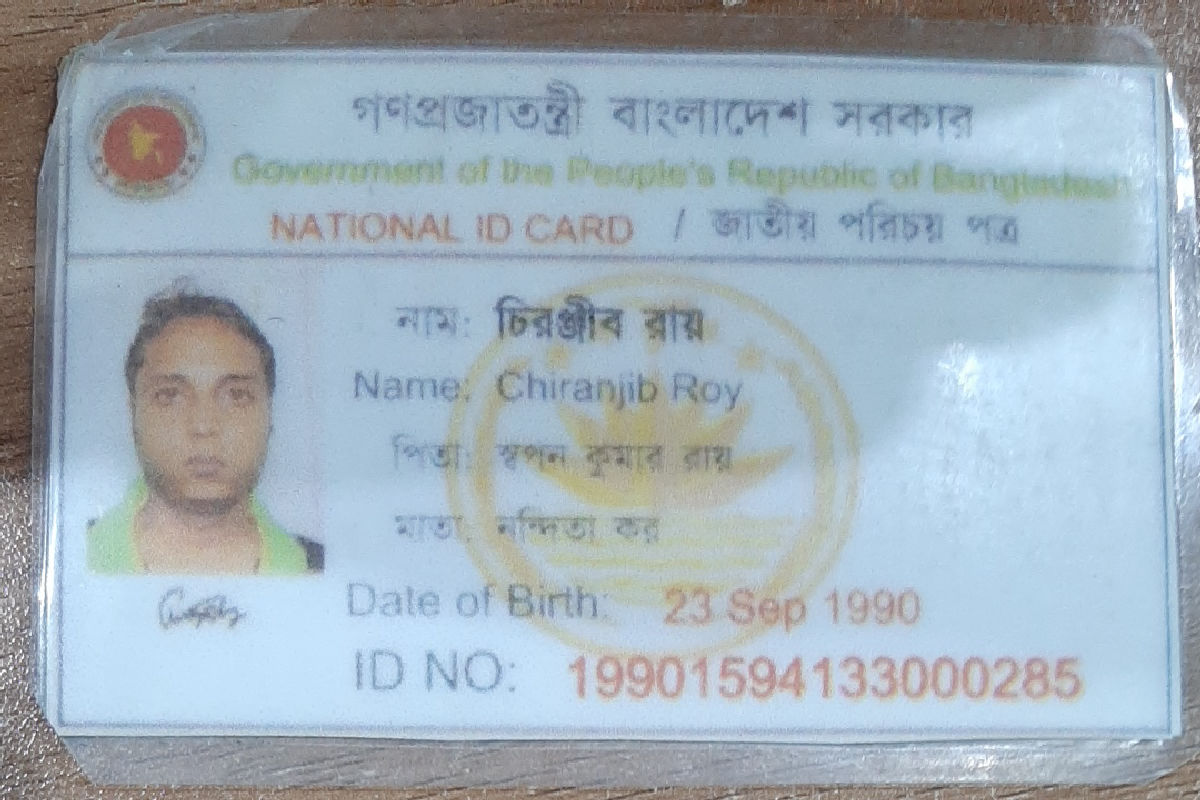 গণপ্রজাতন্ত্রী বাংলাদেশ সরকার
Government of the People's Republic of Bangladesh
NATIONAL ID CARD / জাতীয় পরিচয় পত্র
নাম: চিরঞ্জীব রায়
Name: Chiranjib Roy
পিতা: স্বপন কুমার রায়
মাতা: নন্দিতা কর
Date of Birth: 23 Sep 1990
ID NO: 19901594133000285